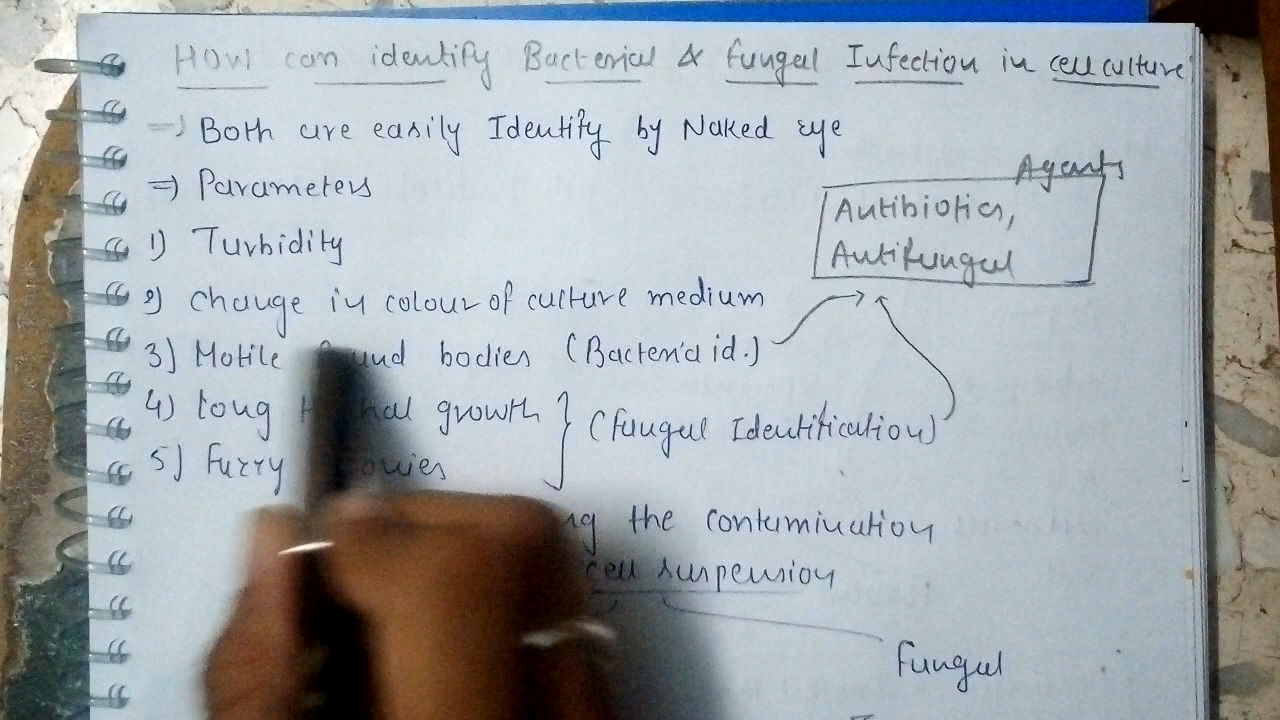 How can identify Bacterial & Fungal Infection in cell culture
=> Both are easily Identify by Naked eye
=> Parameters
Agents
Antibiotics,
Antifungal
1) Turbidity
2) Change in colour of culture medium
3) Motile bodies (Bacteria id.)
4) Long growth
5) Furry
(Fungal Identification)
the contamination
cell suspension
Fungal